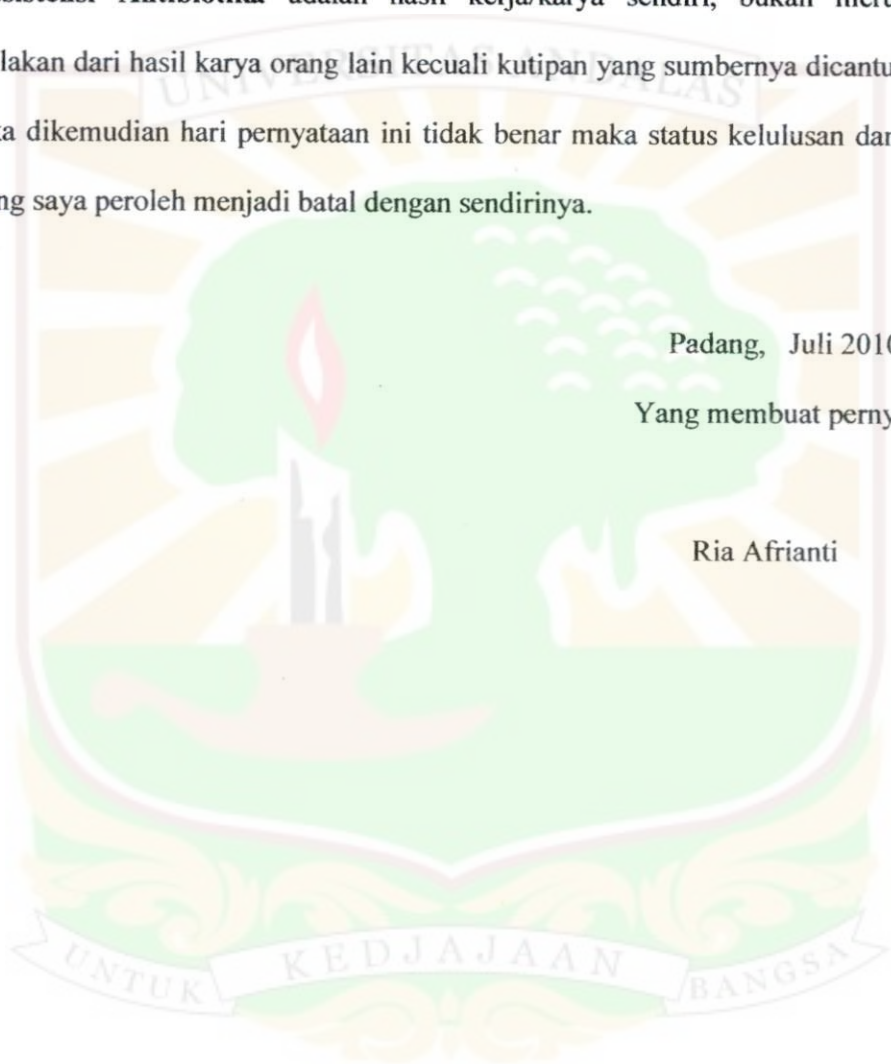 Antibiotika adalah hasil kerja/karya sendiri, bukan
lakan dari hasil karya orang lain kecuali kutipan yang sumbernya dicantu
UNIVERSITAS ANDALAS
a dikemudian hari pernyataan ini tidak benar maka status kelulusan dan
ng saya peroleh menjadi batal dengan sendirinya.
Padang, Juli 2010
Yang membuat perny
Ria Afrianti
UNTUK KEDJAJAAN BANGSA